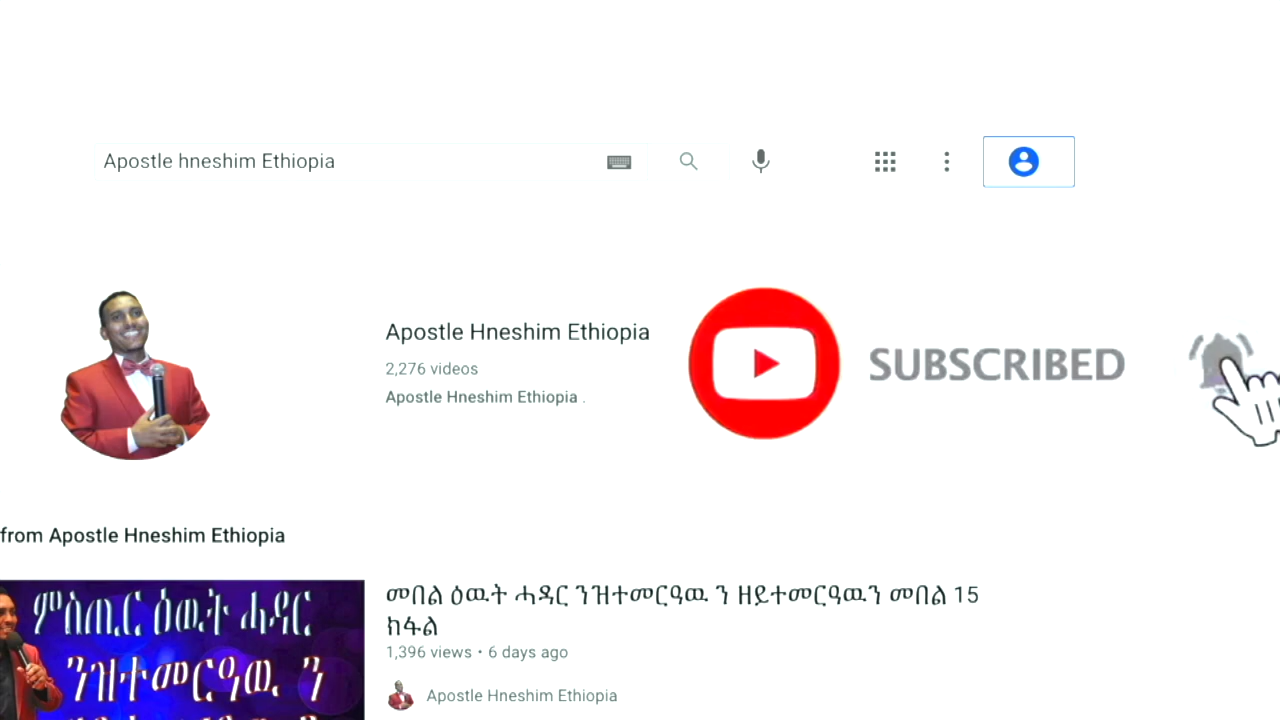 Apostle hneshim Ethiopia
Apostle Hneshim Ethiopia
2,276 videos
Apostle Hneshim Ethiopia .
SUBSCRIBED
from Apostle Hneshim Ethiopia
መበል ዕዉት ሓዳር ንዝተመርዓዉ ን ዘይተመርዓዉን መበል 15
ክፋል
1,396 views • 6 days ago
Apostle Hneshim Ethiopia
ምስጢር ዕዉት ሓዳር
ንዝተመርዓዉ ን